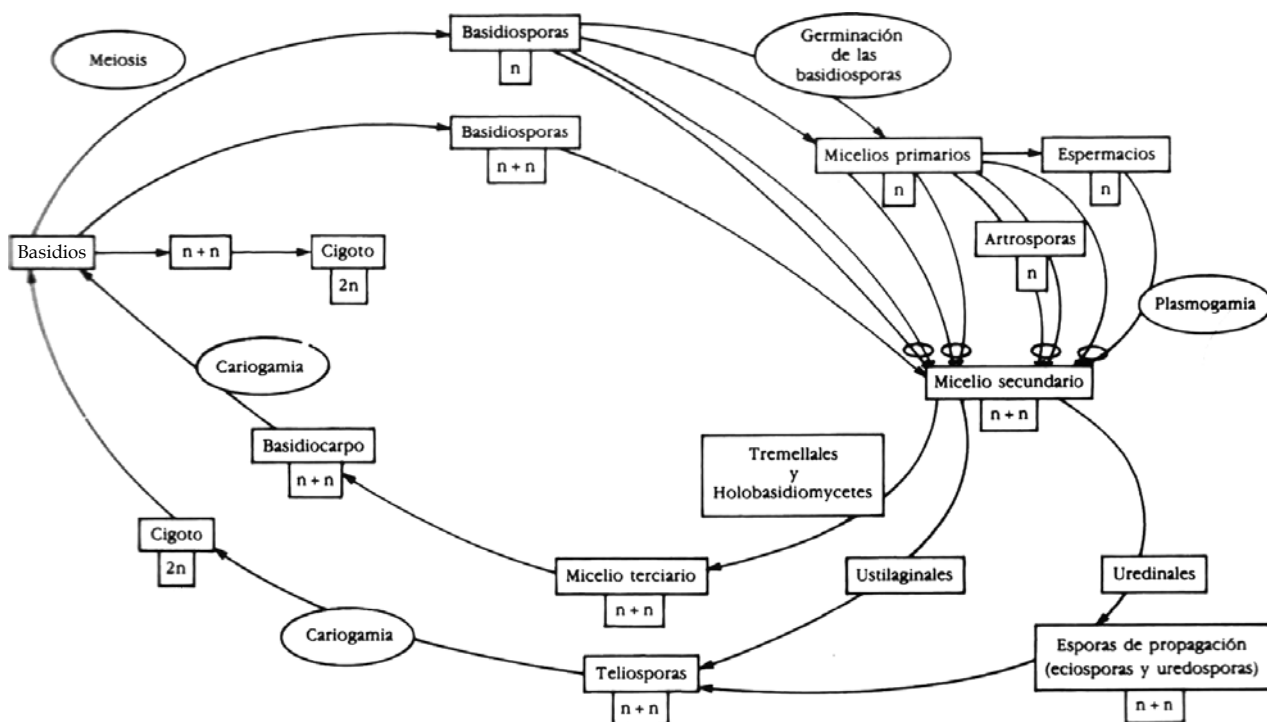 Meiosis
Basidiosporas
n
Germinación
de las
basidiosporas
Basidiosporas
n + n
Micelios primarios
n
Espermacios
n
Artrosporas
n
Basidios
n + n
Cigoto
2n
Plasmogamia
Cariogamia
Micelio secundario
n + n
Basidiocarpo
n + n
Tremellales
y
Holobasidiomycetes
Cigoto
2n
Micelio terciario
n + n
Ustilaginales
Uredinales
Cariogamia
Teliosporas
n + n
Esporas de propagación
(eciosporas y uredosporas)
n + n